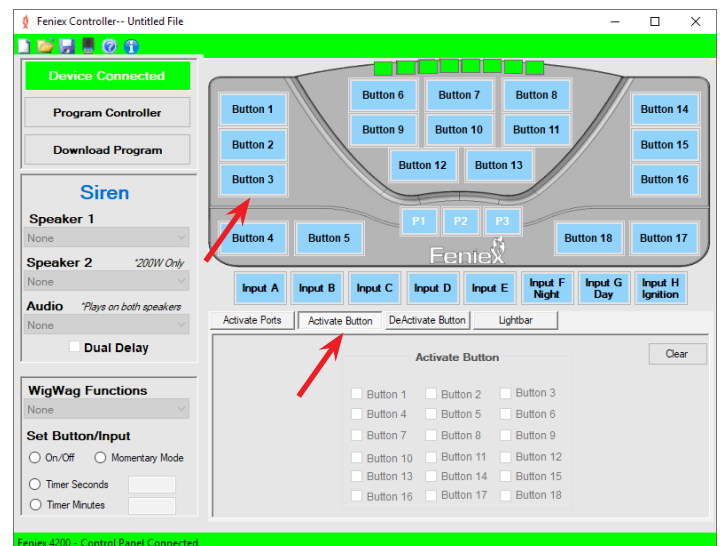 Feniex Controller-- Untitled File
Device Connected
Program Controller
Download Program
Siren
Speaker 1
None
Speaker 2 *200W Only
None
Audio *Plays on both speakers
None
Dual Delay
WigWag Functions
None
Set Button/Input
On/Off Momentary Mode
Timer Seconds
Timer Minutes
Button 6 Button 7 Button 8
Button 1 Button 14
Button 9 Button 10 Button 11
Button 2 Button 15
Button 12 Button 13
Button 3 Button 16
P1 P2 P3
Button 4 Button 5 Button 18 Button 17
Feniex
Input A Input B Input C Input D Input E Input F Night Input G Day Input H Ignition
Activate Ports Activate Button DeActivate Button Lightbar
Activate Button Clear
Button 1 Button 2 Button 3
Button 4 Button 5 Button 6
Button 7 Button 8 Button 9
Button 10 Button 11 Button 12
Button 13 Button 14 Button 15
Button 16 Button 17 Button 18
Feniex 4200 - Control Panel Connected